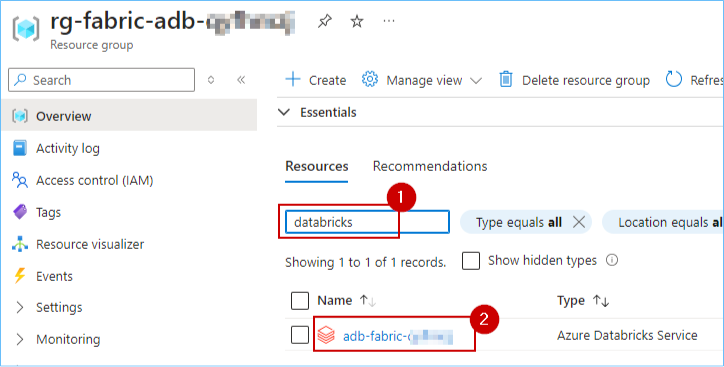 rg-fabric-adb-
Resource group
Search
Overview
Activity log
Access control (IAM)
Tags
Resource visualizer
Events
Settings
Monitoring
Create Manage view Delete resource group Refres
Essentials
Resources Recommendations
1
databricks Type equals all Location equals al
Showing 1 to 1 of 1 records. Show hidden types
Name Type
2
adb-fabric- Azure Databricks Service